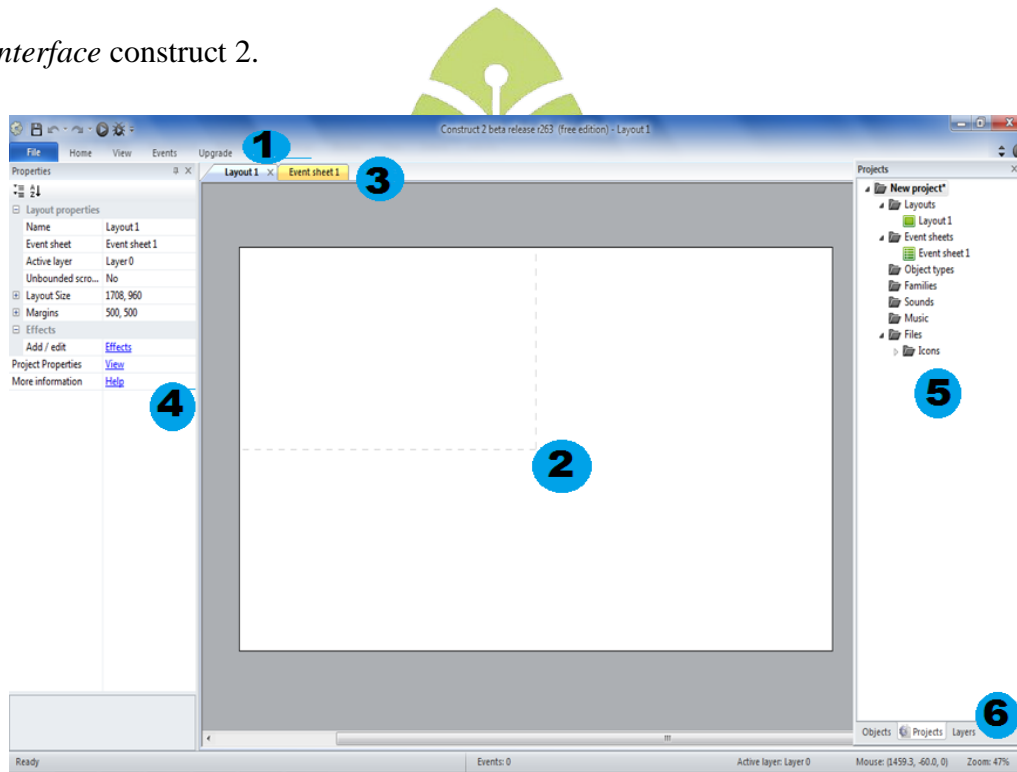 nterface construct 2.
Construct 2 beta release r263 (free edition) - Layout 1
File Home View Events Upgrade
1
Properties
Layout 1 × Event sheet 1
3
Projects
Layout properties
Name Layout 1
Event sheet Event sheet 1
Active layer Layer 0
Unbounded scro... No
Layout Size 1708, 960
Margins 500, 500
Effects
Add / edit Effects
Project Properties View
More information Help
4
2
New project*
Layouts
Layout 1
Event sheets
Event sheet 1
Object types
Families
Sounds
Music
Files
Icons
5
6
Objects Projects Layers
Ready Events: 0 Active layer: Layer 0 Mouse: (1459.3, -60.0, 0) Zoom: 47%